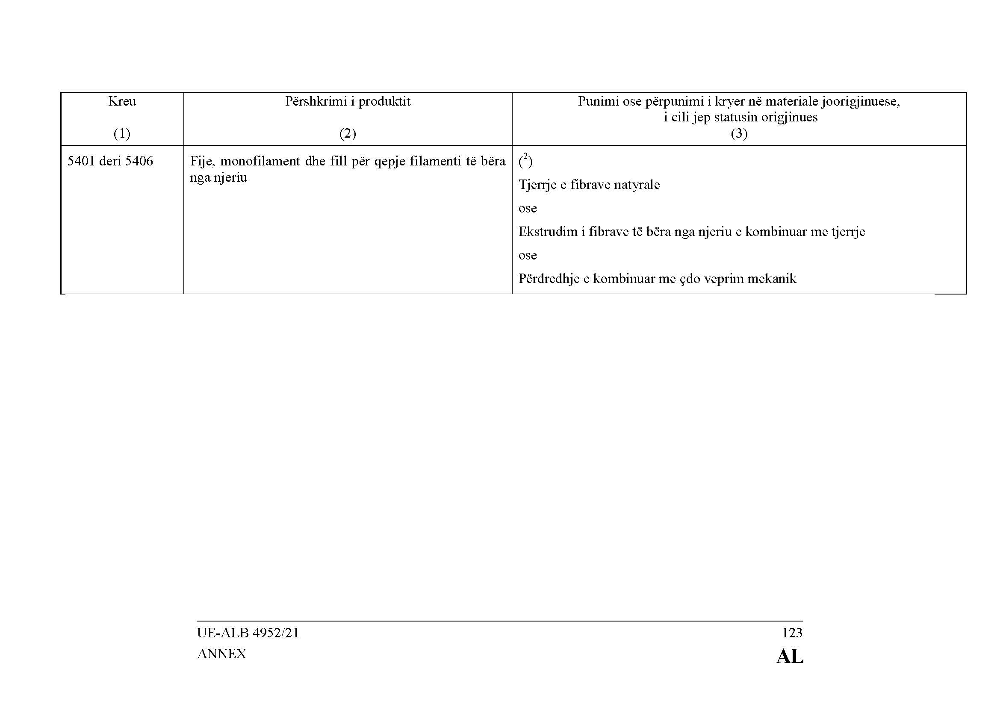 Kreu
(1)
Përshkrimi i produktit
(2)
Punimi ose përpunimi i kryer në materiale joorigjinuese,
i cili jep statusin origjinues
(3)
5401 deri 5406
Fije, monofilament dhe fill për qepje filamenti të bëra
nga njeriu
(²)
Tjerrje e fibrave natyrale
ose
Ekstrudim i fibrave të bëra nga njeriu e kombinuar me tjerrje
ose
Përdredhje e kombinuar me çdo veprim mekanik
UE-ALB 4952/21
123
ANNEX
AL